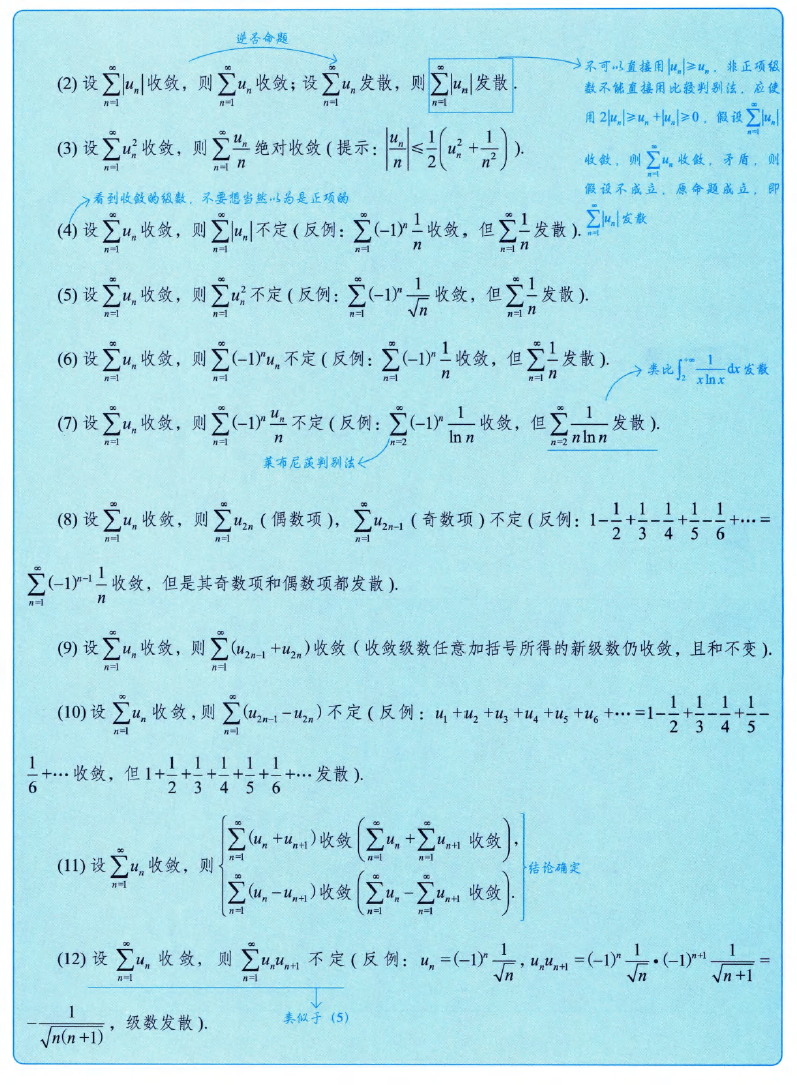 逆否命题
(2) 设 $\sum_{n=1}^{\infty}|u_n|$ 收敛，则 $\sum_{n=1}^{\infty}u_n$ 收敛；设 $\sum_{n=1}^{\infty}u_n$ 发散，则 $\sum_{n=1}^{\infty}|u_n|$ 发散.
不可以直接用 $|u_n|\geq u_n$，非正项级
数不能直接用比较判别法，应使
用 $2|u_n|\geq u_n+|u_n|\geq 0$，假设 $\sum_{n=1}^{\infty}|u_n|$
收敛，则 $\sum_{n=1}^{\infty}u_n$ 收敛，矛盾，则
假设不成立，原命题成立，即
$\sum_{n=1}^{\infty}|u_n|$ 发散
(3) 设 $\sum_{n=1}^{\infty}u_n^2$ 收敛，则 $\sum_{n=1}^{\infty}\frac{u_n}{n}$ 绝对收敛 (提示：$\left|\frac{u_n}{n}\right|\leq\frac{1}{2}\left(u_n^2+\frac{1}{n^2}\right)$).
看到收敛的级数，不要想当然以为是正项的
(4) 设 $\sum_{n=1}^{\infty}u_n$ 收敛，则 $\sum_{n=1}^{\infty}|u_n|$ 不定 (反例：$\sum_{n=1}^{\infty}(-1)^n\frac{1}{n}$ 收敛，但 $\sum_{n=1}^{\infty}\frac{1}{n}$ 发散).
(5) 设 $\sum_{n=1}^{\infty}u_n$ 收敛，则 $\sum_{n=1}^{\infty}u_n^2$ 不定 (反例：$\sum_{n=1}^{\infty}(-1)^n\frac{1}{\sqrt{n}}$ 收敛，但 $\sum_{n=1}^{\infty}\frac{1}{n}$ 发散).
(6) 设 $\sum_{n=1}^{\infty}u_n$ 收敛，则 $\sum_{n=1}^{\infty}(-1)^n u_n$ 不定 (反例：$\sum_{n=1}^{\infty}(-1)^n\frac{1}{n}$ 收敛，但 $\sum_{n=1}^{\infty}\frac{1}{n}$ 发散).
类比 $\int_2^{+\infty}\frac{1}{x\ln x}dx$ 发散
(7) 设 $\sum_{n=1}^{\infty}u_n$ 收敛，则 $\sum_{n=1}^{\infty}(-1)^n\frac{u_n}{n}$ 不定 (反例：$\sum_{n=2}^{\infty}(-1)^n\frac{1}{\ln n}$ 收敛，但 $\sum_{n=2}^{\infty}\frac{1}{n\ln n}$ 发散).
莱布尼茨判别法
(8) 设 $\sum_{n=1}^{\infty}u_n$ 收敛，则 $\sum_{n=1}^{\infty}u_{2n}$ (偶数项)，$\sum_{n=1}^{\infty}u_{2n-1}$ (奇数项) 不定 (反例：$1-\frac{1}{2}+\frac{1}{3}-\frac{1}{4}+\frac{1}{5}-\frac{1}{6}+\cdots=$
$\sum_{n=1}^{\infty}(-1)^{n-1}\frac{1}{n}$ 收敛，但是其奇数项和偶数项都发散).
(9) 设 $\sum_{n=1}^{\infty}u_n$ 收敛，则 $\sum_{n=1}^{\infty}(u_{2n-1}+u_{2n})$ 收敛 (收敛级数任意加括号所得的新级数仍收敛，且和不变).
(10) 设 $\sum_{n=1}^{\infty}u_n$ 收敛，则 $\sum_{n=1}^{\infty}(u_{2n-1}-u_{2n})$ 不定 (反例：$u_1+u_2+u_3+u_4+u_5+u_6+\cdots=1-\frac{1}{2}+\frac{1}{3}-\frac{1}{4}+\frac{1}{5}-$
$\frac{1}{6}+\cdots$ 收敛，但 $1+\frac{1}{2}+\frac{1}{3}+\frac{1}{4}+\frac{1}{5}+\frac{1}{6}+\cdots$ 发散).
(11) 设 $\sum_{n=1}^{\infty}u_n$ 收敛，则 $\begin{cases}\sum_{n=1}^{\infty}(u_n+u_{n+1})收敛\left(\sum_{n=1}^{\infty}u_n+\sum_{n=1}^{\infty}u_{n+1}收敛\right),\\ \sum_{n=1}^{\infty}(u_n-u_{n+1})收敛\left(\sum_{n=1}^{\infty}u_n-\sum_{n=1}^{\infty}u_{n+1}收敛\right).\end{cases}$ 结论确定
(12) 设 $\sum_{n=1}^{\infty}u_n$ 收敛，则 $\sum_{n=1}^{\infty}u_nu_{n+1}$ 不定 (反例：$u_n=(-1)^n\frac{1}{\sqrt{n}},u_nu_{n+1}=(-1)^n\frac{1}{\sqrt{n}}\cdot(-1)^{n+1}\frac{1}{\sqrt{n+1}}=$
类似于 (5)
$-\frac{1}{\sqrt{n(n+1)}}$，级数发散).